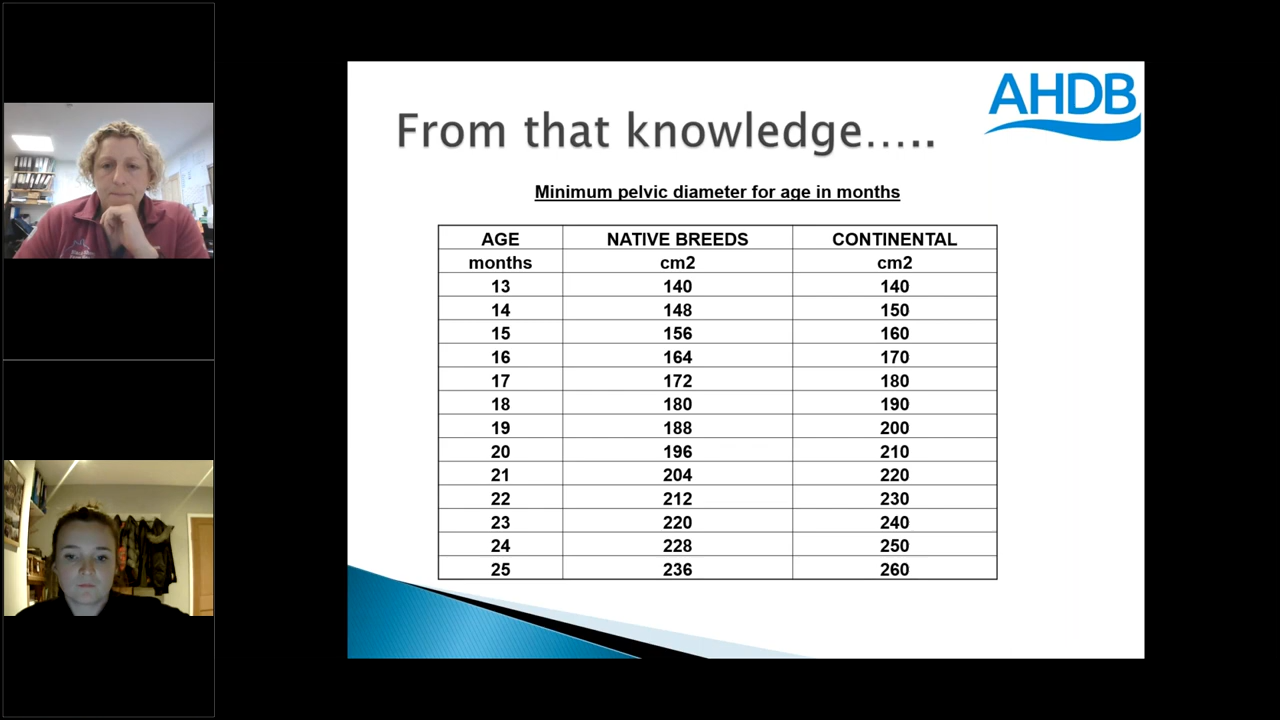 AHDB
From that knowledge.....
Minimum pelvic diameter for age in months
AGE NATIVE BREEDS CONTINENTAL
months cm2 cm2
13 140 140
14 148 150
15 156 160
16 164 170
17 172 180
18 180 190
19 188 200
20 196 210
21 204 220
22 212 230
23 220 240
24 228 250
25 236 260